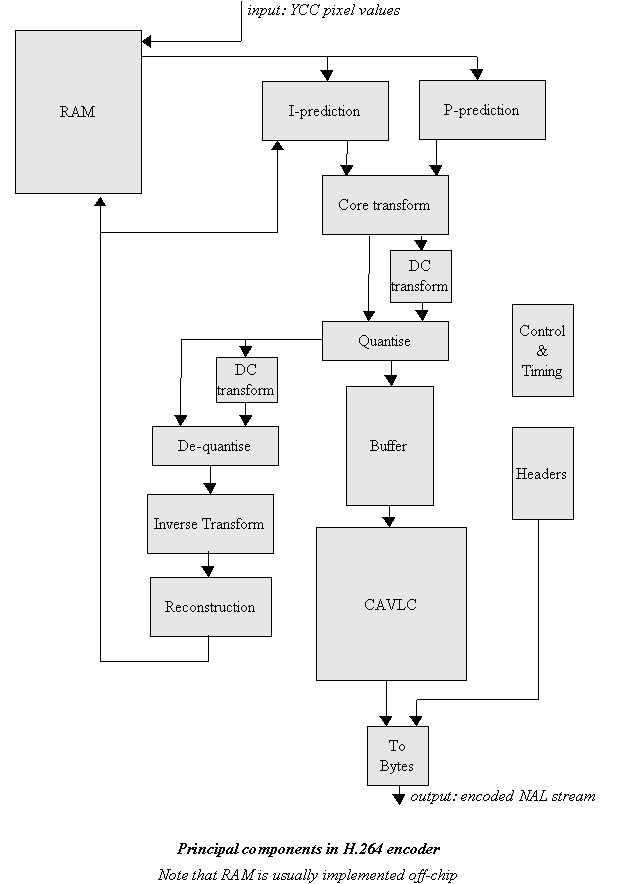 input: YCC pixel values
RAM
I-prediction
P-prediction
Core transform
DC
transform
Quantise
Control
&
Timing
DC
transform
De-quantise
Buffer
Headers
Inverse Transform
Reconstruction
CAVLC
To
Bytes
output: encoded NAL stream
Principal components in H.264 encoder
Note that RAM is usually implemented off-chip